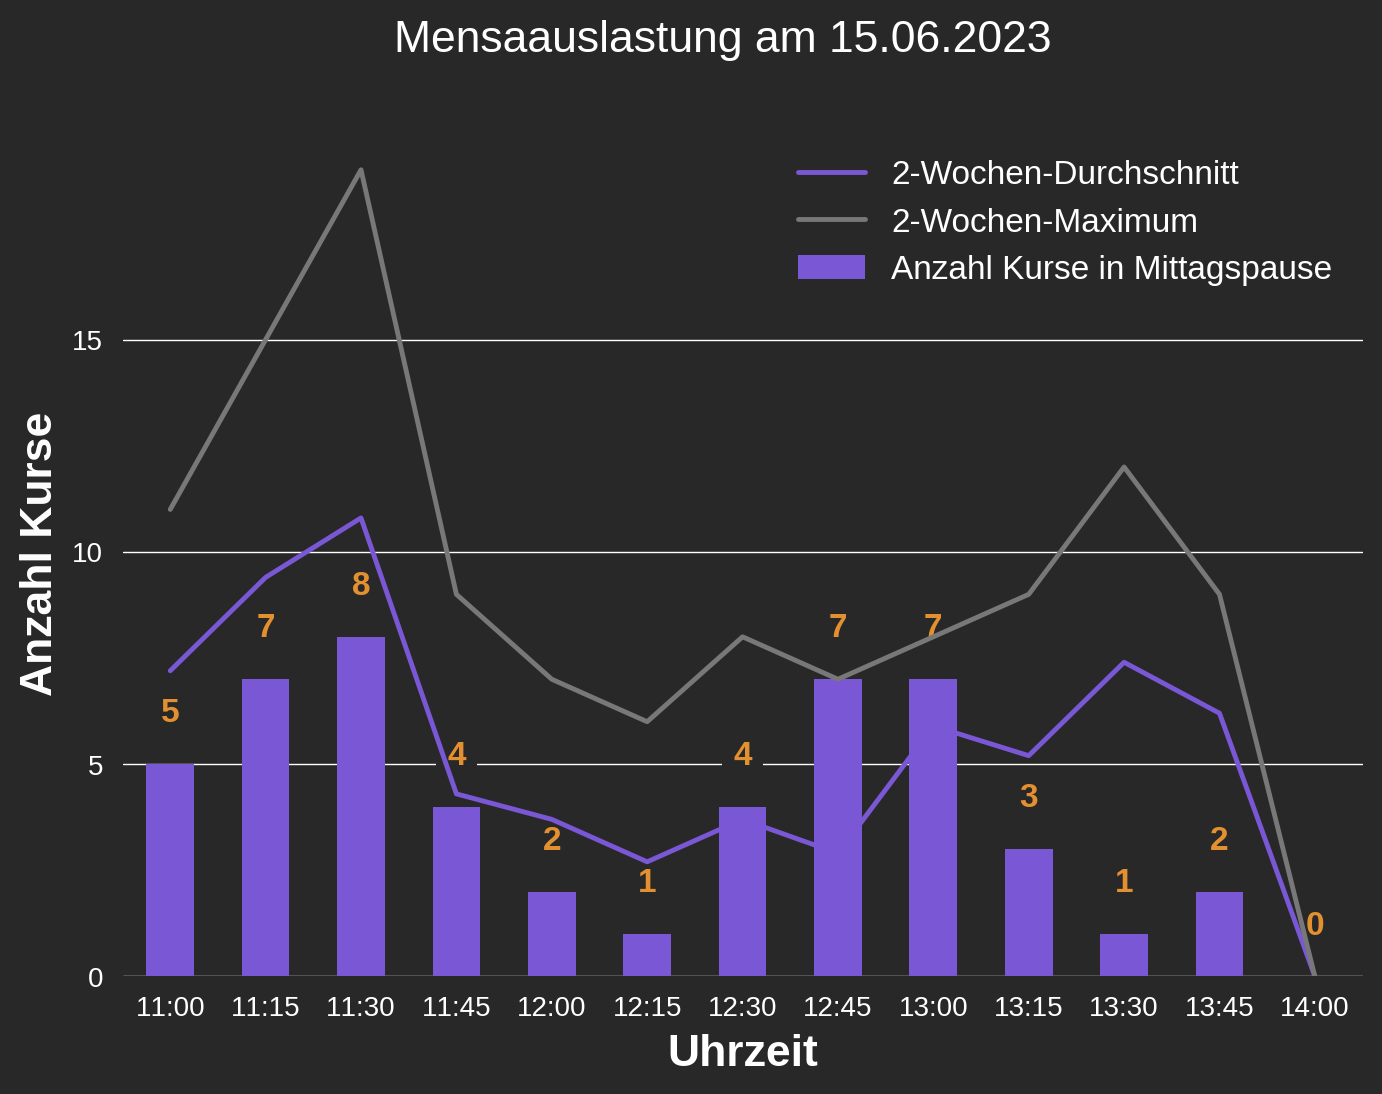 Mensaauslastung am 15.06.2023
2-Wochen-Durchschnitt
2-Wochen-Maximum
Anzahl Kurse in Mittagspause
Anzahl Kurse
15
10
5
0
5
7
8
4
2
1
4
7
7
3
1
2
0
11:00 11:15 11:30 11:45 12:00 12:15 12:30 12:45 13:00 13:15 13:30 13:45 14:00
Uhrzeit